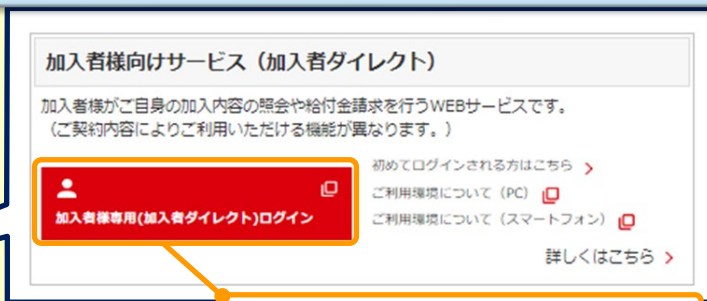 加入者様向けサービス（加入者ダイレクト）
加入者様がご自身の加入内容の照会や給付金請求を行うWEBサービスです。
（ご契約内容によりご利用いただける機能が異なります。）
加入者様専用(加入者ダイレクト)ログイン
初めてログインされる方はこちら
ご利用環境について（PC）
ご利用環境について（スマートフォン）
詳しくはこちら